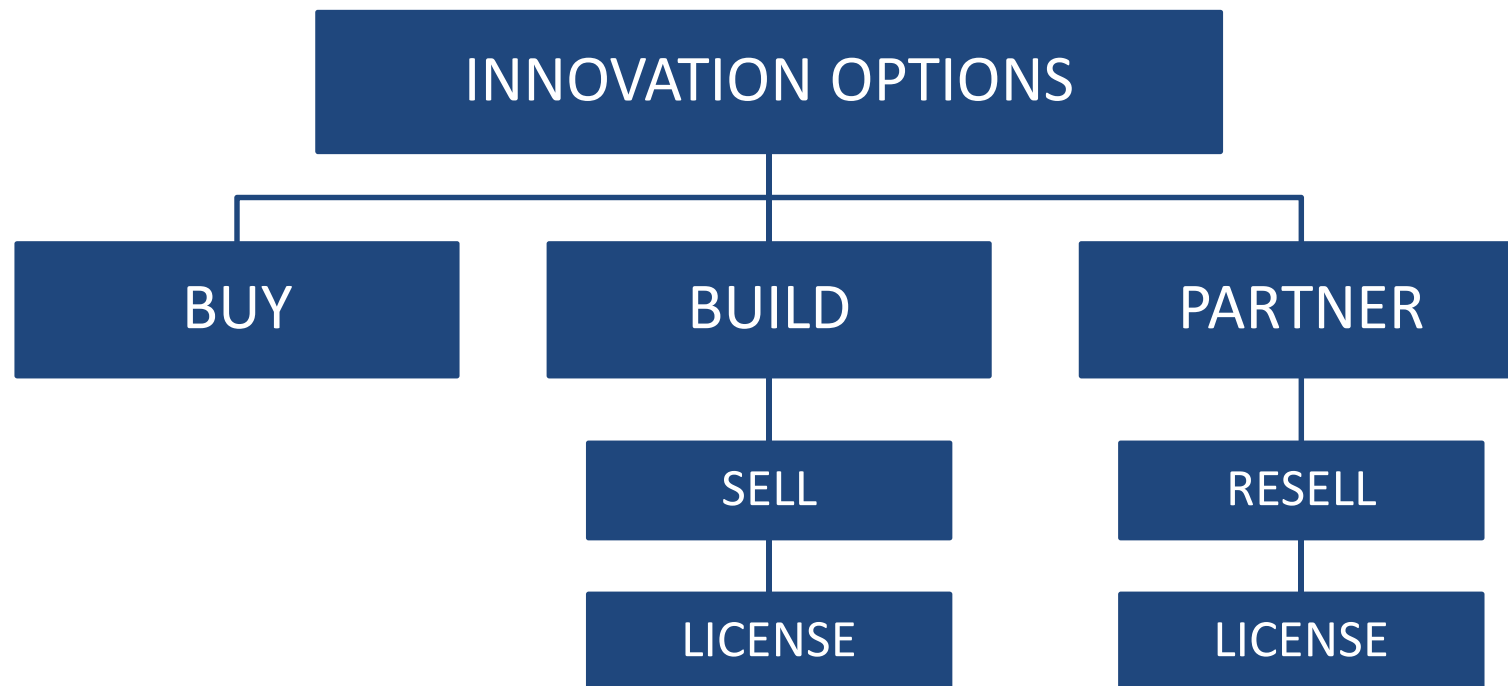 INNOVATION OPTIONS
BUY
BUILD
PARTNER
SELL
RESELL
LICENSE
LICENSE